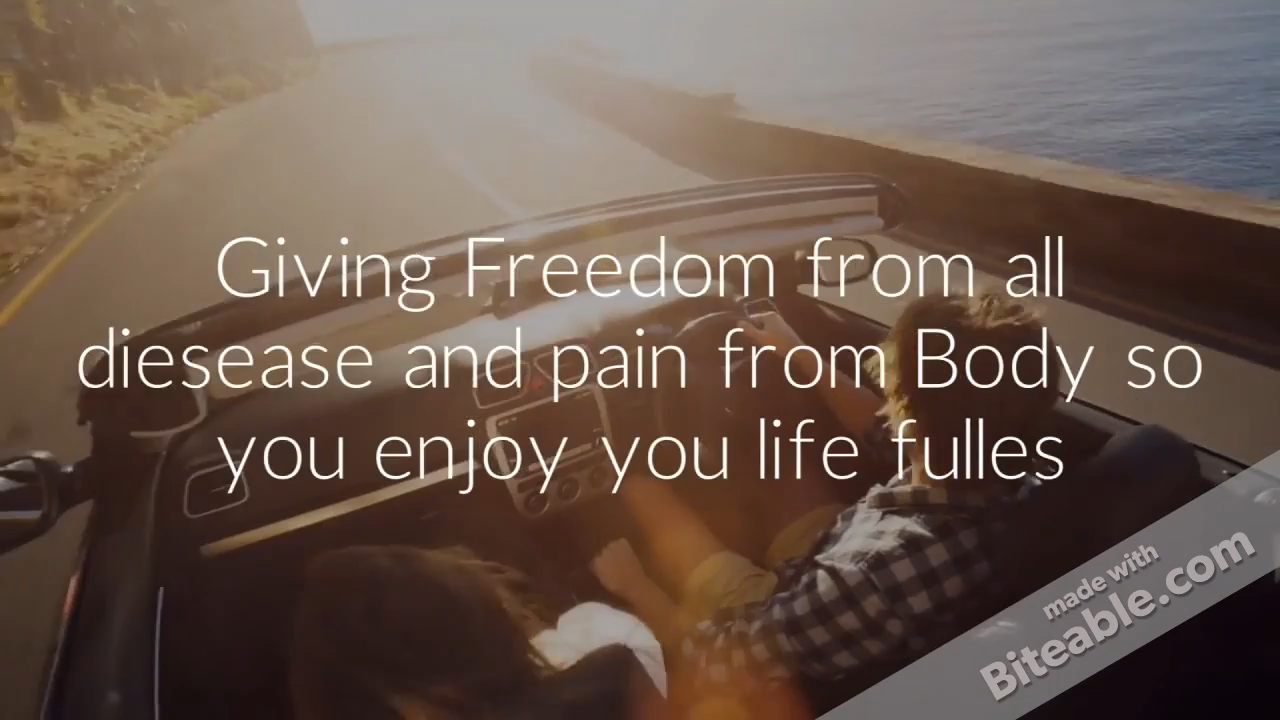 Giving Freedom from all
diesease and pain from Body so
you enjoy you life fulles
made with
Biteable.com